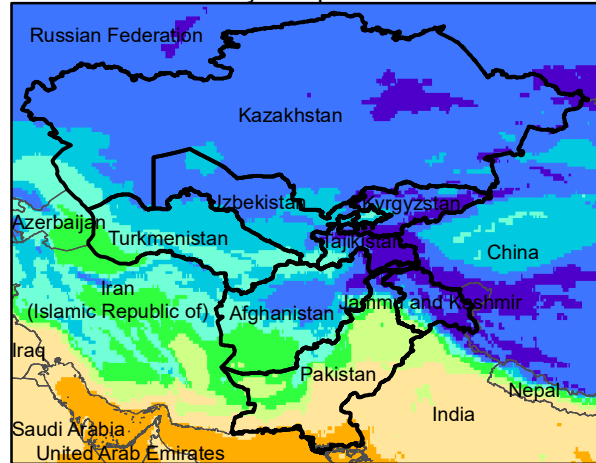 Russian Federation
Kazakhstan
Uzbekistan
Kyrgyzstan
Azerbaijan
Turkmenistan
Tajikistan
China
Iran
(Islamic Republic of)
Afghanistan
Jammu and Kashmir
Iraq
Pakistan
Nepal
India
Saudi Arabia
United Arab Emirates